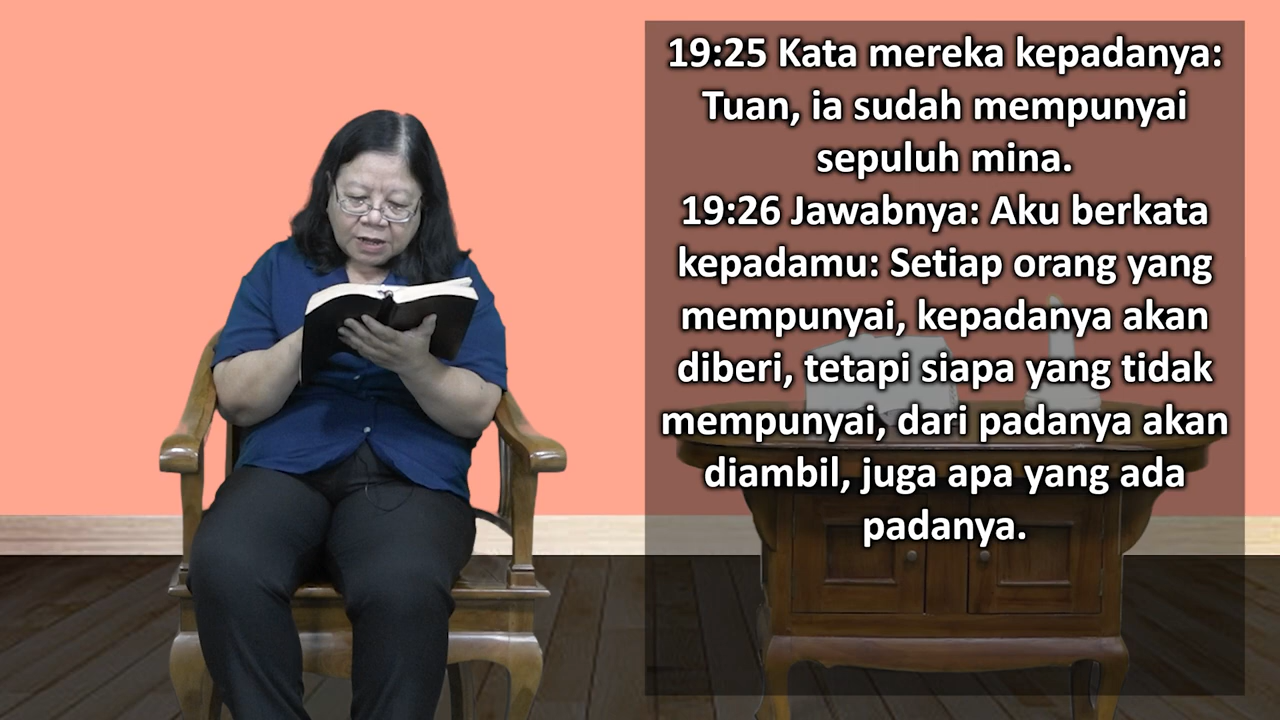 19:25 Kata mereka kepadanya:
Tuan, ia sudah mempunyai
sepuluh mina.
19:26 Jawabnya: Aku berkata
kepadamu: Setiap orang yang
mempunyai, kepadanya akan
diberi, tetapi siapa yang tidak
mempunyai, dari padanya akan
diambil, juga apa yang ada
padanya.